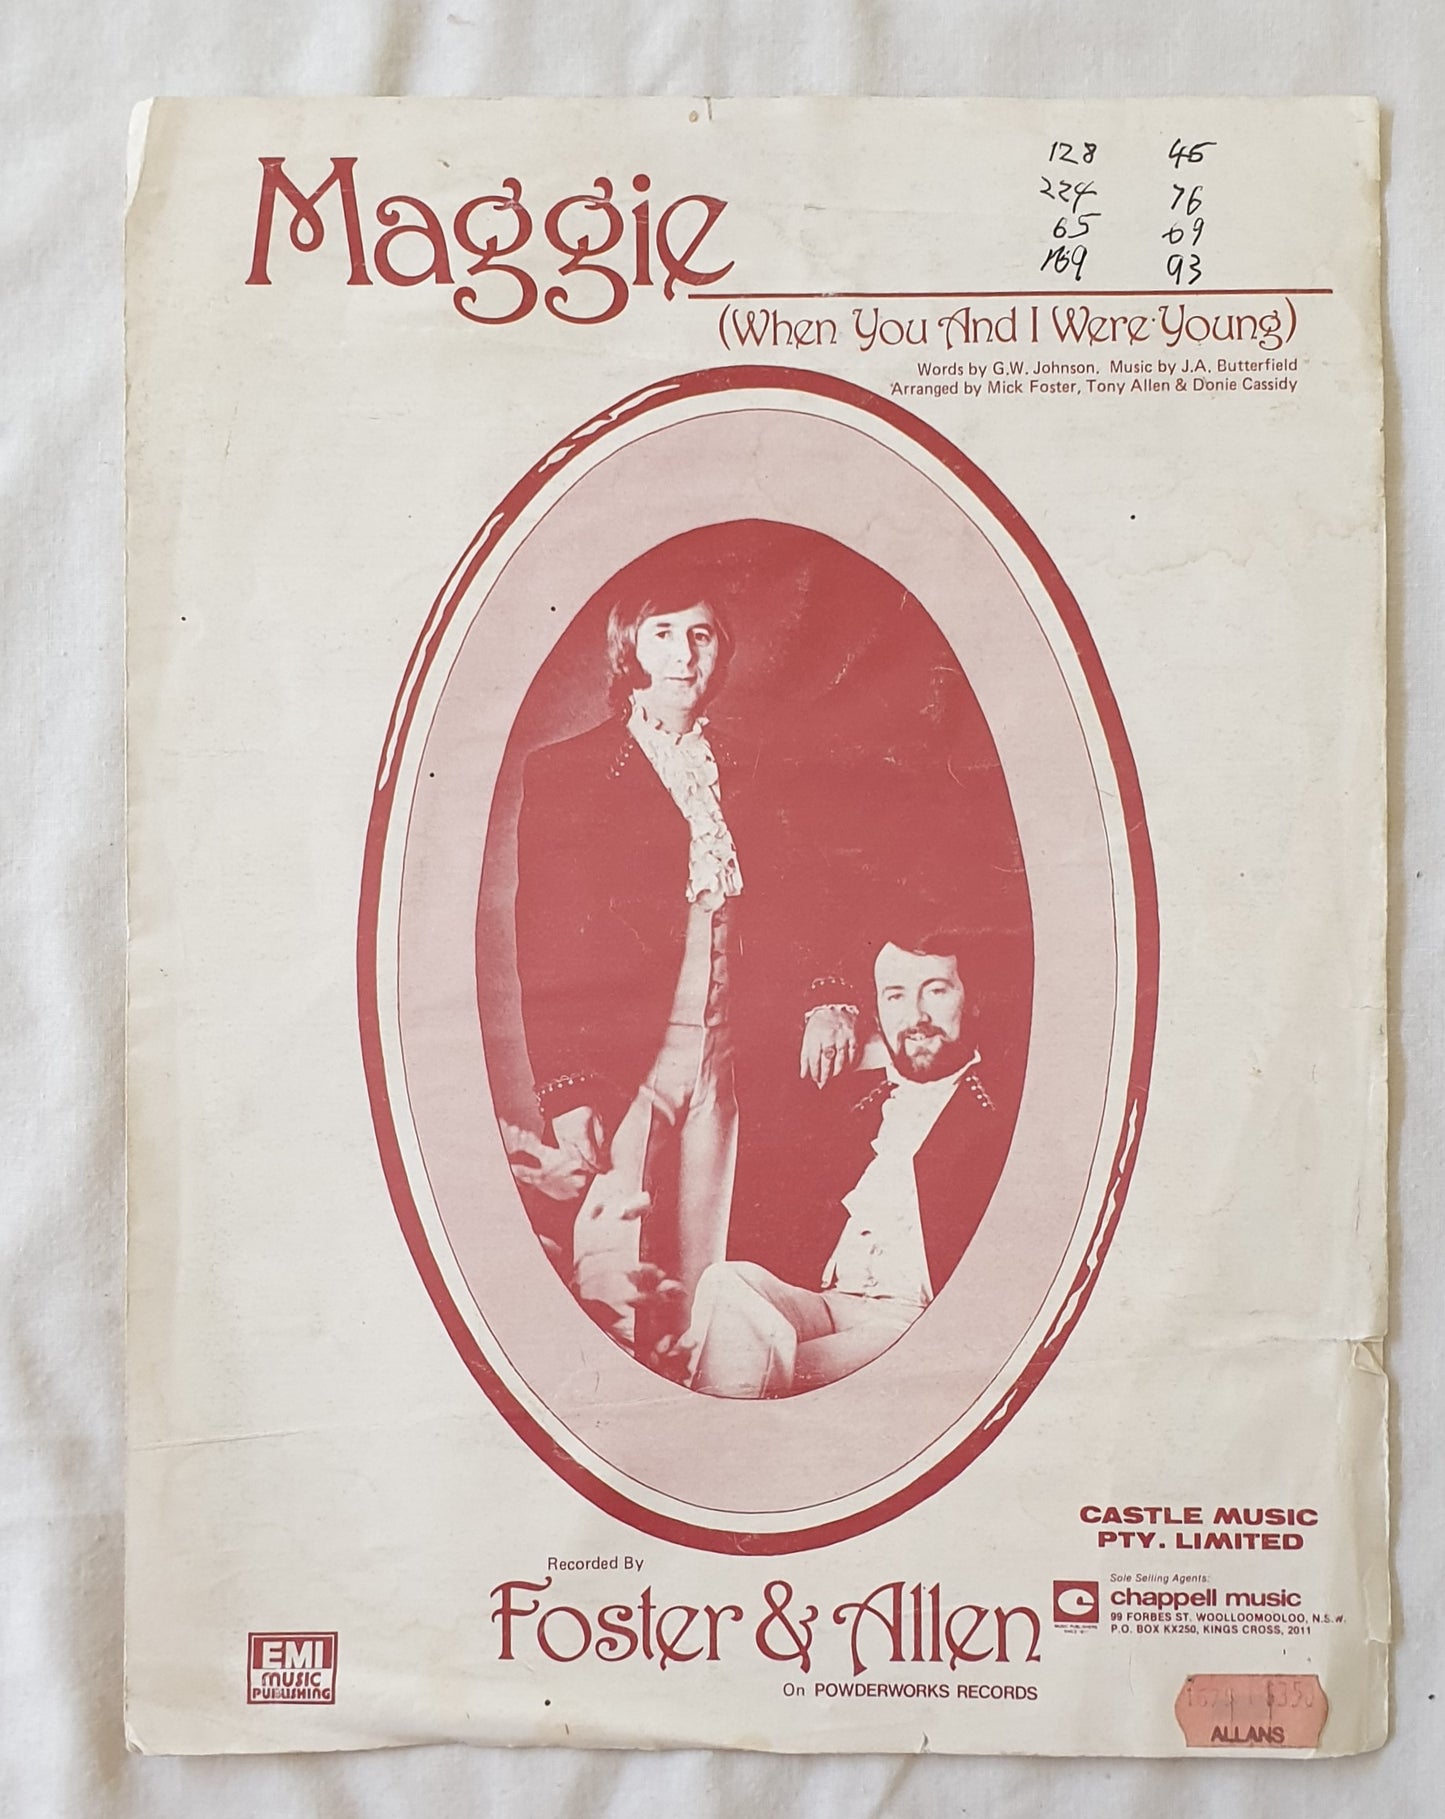 Maggie
128 45
224 76
65 69
169 93
(When You And I Were Young)
Words by G.W. Johnson. Music by J.A. Butterfield
Arranged by Mick Foster, Tony Allen & Donie Cassidy
CASTLE MUSIC
PTY. LIMITED
Recorded By
Foster & Allen
On POWDERWORKS RECORDS
Sole Selling Agents:
chappell music
99 FORBES ST. WOOLLOOMOOLOO, N.S.W.
P.O. BOX KX250, KINGS CROSS, 2011
EMI
MUSIC
PUBLISHING
ALLANS